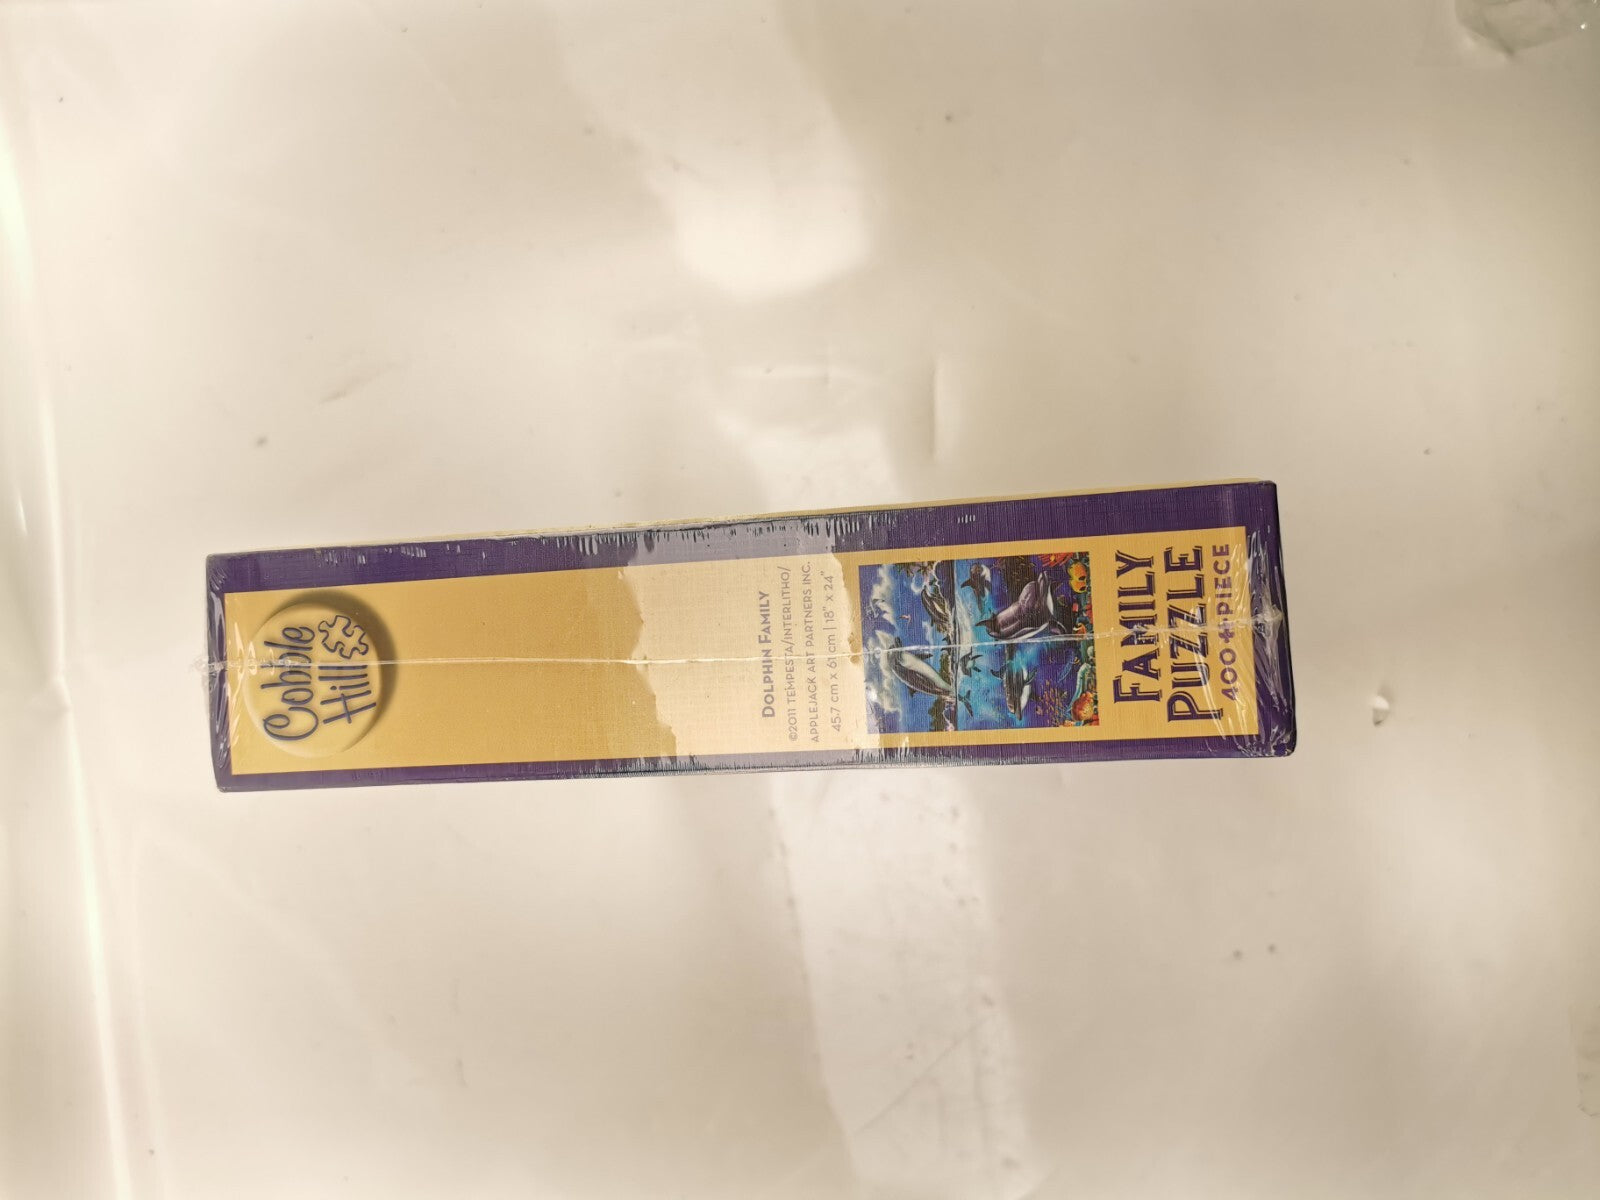 Cobble
Hill
DOLPHIN FAMILY
©2011 TEMPESTA/INTERLITHO/
APPLEJACK ART PARTNERS INC.
45.7 cm x 61 cm | 18" x 24"
FAMILY
PUZZLE
400+PIECE